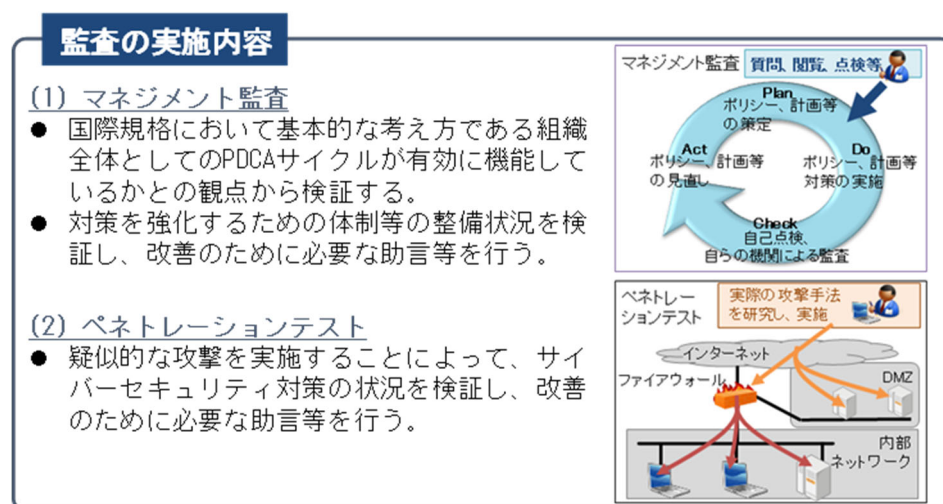 監査の実施内容
(1) マネジメント監査
● 国際規格において基本的な考え方である組織
全体としてのPDCAサイクルが有効に機能して
いるかとの観点から検証する。
● 対策を強化するための体制等の整備状況を検
証し、改善のために必要な助言等を行う。
(2) ペネトレーションテスト
● 疑似的な攻撃を実施することによって、サイ
バーセキュリティ対策の状況を検証し、改善
のために必要な助言等を行う。
マネジメント監査
質問、閲覧、点検等
Plan
ポリシー、計画等
の策定
Do
ポリシー、計画等
対策の実施
Check
自己点検、
自らの機関による監査
Act
ポリシー、計画等
の見直し
ペネトレー
ションテスト
実際の攻撃手法
を研究し、実施
インターネット
ファイアウォール
DMZ
内部
ネットワーク